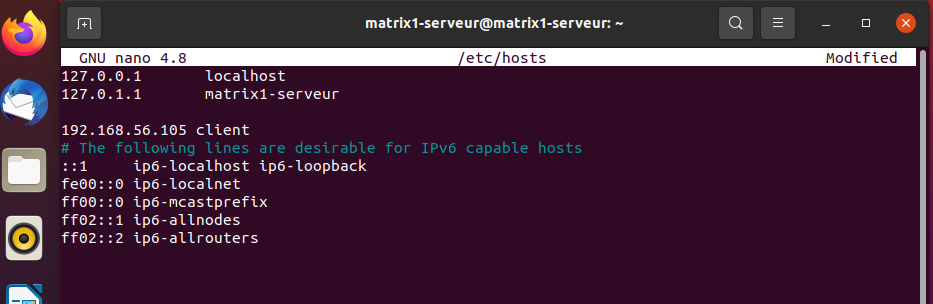 matrix1-serveur@matrix1-serveur: ~
GNU nano 4.8 /etc/hosts Modified
127.0.0.1 localhost
127.0.1.1 matrix1-serveur
192.168.56.105 client
# The following lines are desirable for IPv6 capable hosts
::1 ip6-localhost ip6-loopback
fe00::0 ip6-localnet
ff00::0 ip6-mcastprefix
ff02::1 ip6-allnodes
ff02::2 ip6-allrouters